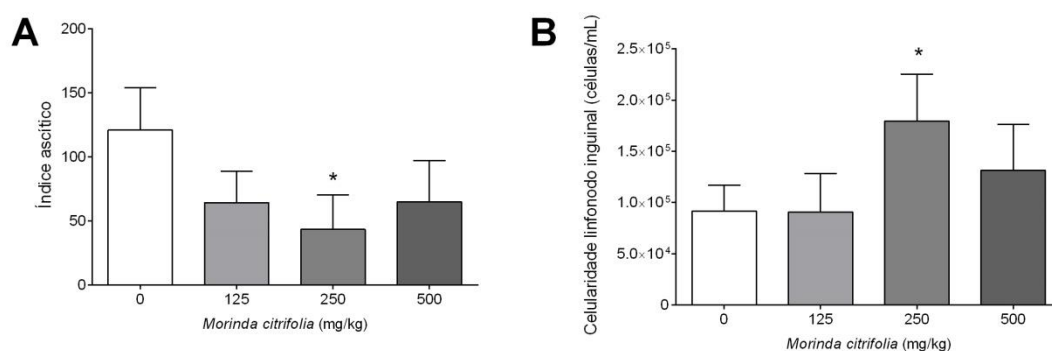 A
200
150
100
50
0
Índice ascítico
*
0 125 250 500
Morinda citrifolia (mg/kg)
B
2.5×10⁵
2.0×10⁵
1.5×10⁵
1.0×10⁵
5.0×10⁴
0
Celularidade linfonodo inguinal (células/mL)
*
0 125 250 500
Morinda citrifolia (mg/kg)